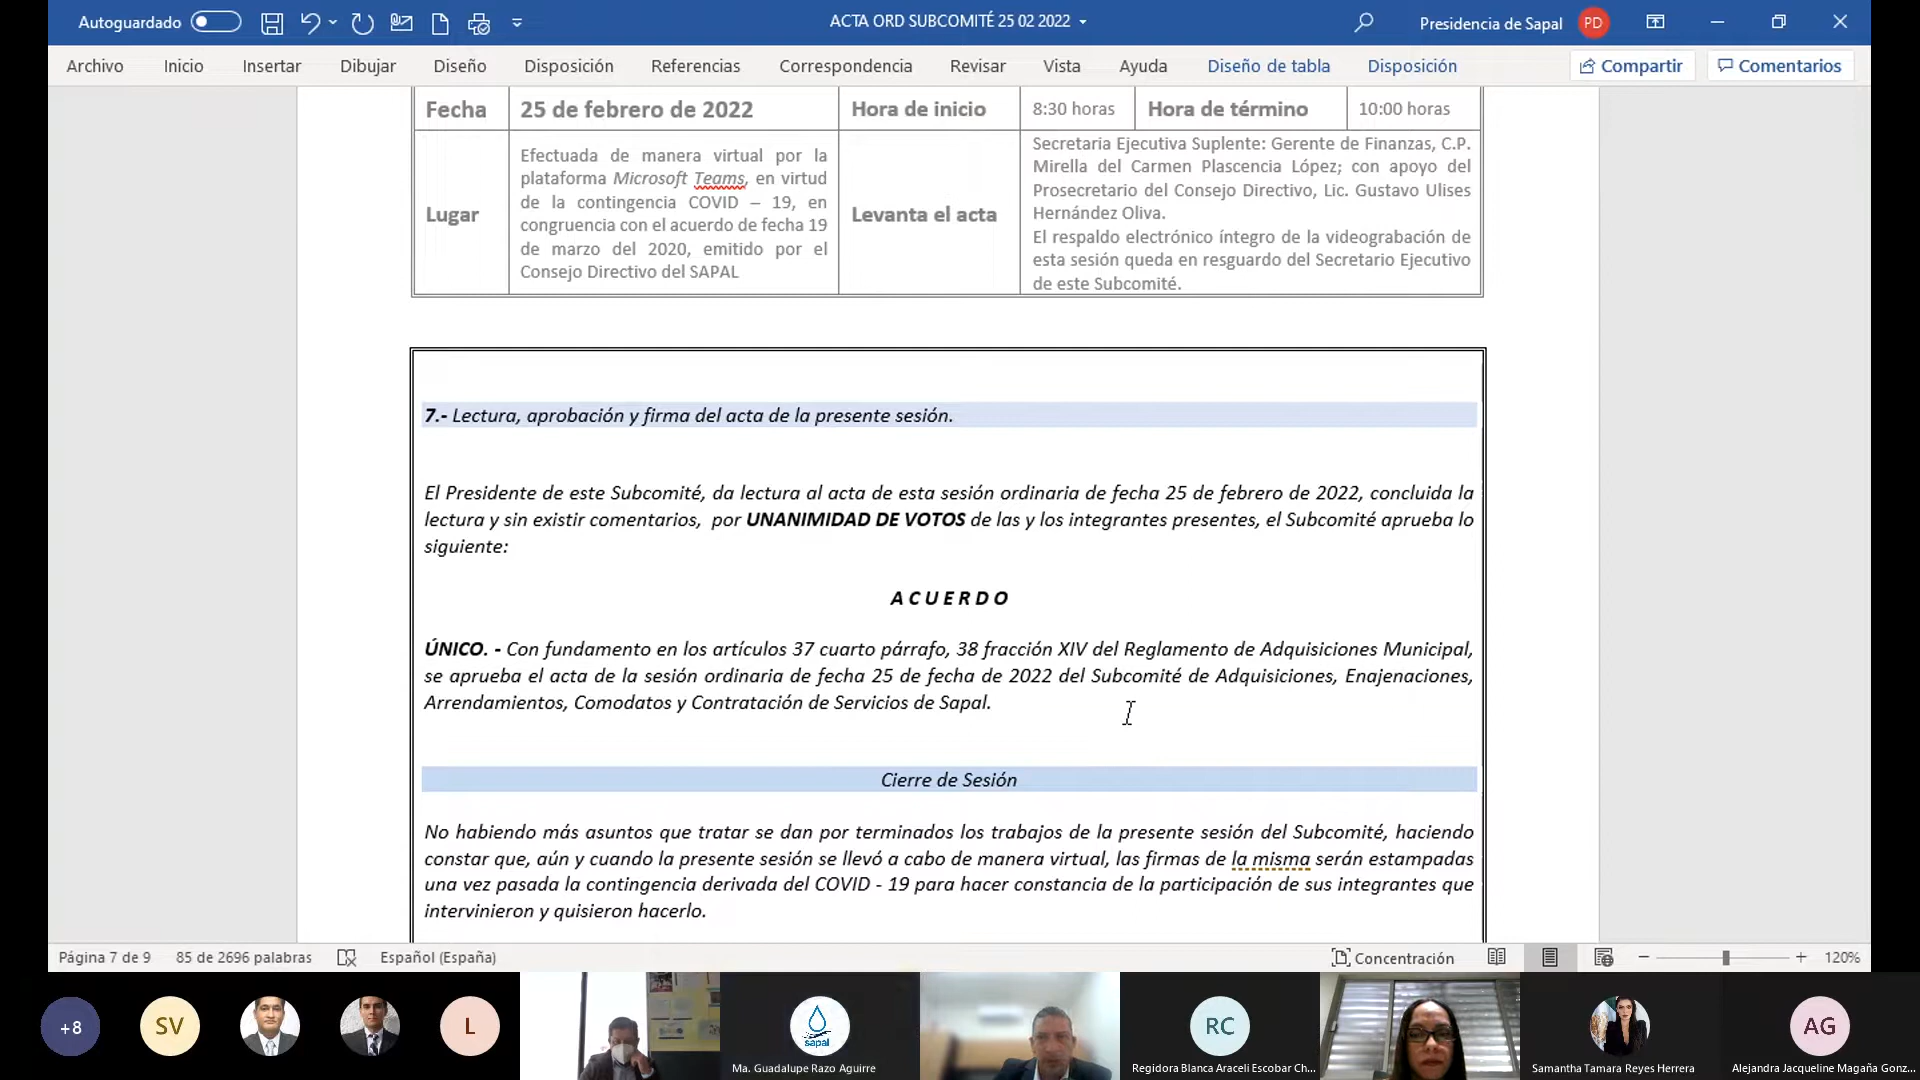 Autoguardado
ACTA ORD SUBCOMITÉ 25 02 2022
Presidencia de Sapal
PD
Archivo Inicio Insertar Dibujar Diseño Disposición Referencias Correspondencia Revisar Vista Ayuda Diseño de tabla Disposición Compartir Comentarios
Fecha 25 de febrero de 2022 Hora de inicio 8:30 horas Hora de término 10:00 horas
Lugar
Efectuada de manera virtual por la
plataforma Microsoft Teams, en virtud
de la contingencia COVID – 19, en
congruencia con el acuerdo de fecha 19
de marzo del 2020, emitido por el
Consejo Directivo del SAPAL
Levanta el acta
Secretaria Ejecutiva Suplente: Gerente de Finanzas, C.P.
Mirella del Carmen Plascencia López; con apoyo del
Prosecretario del Consejo Directivo, Lic. Gustavo Ulises
Hernández Oliva.
El respaldo electrónico íntegro de la videograbación de
esta sesión queda en resguardo del Secretario Ejecutivo
de este Subcomité.
7.- Lectura, aprobación y firma del acta de la presente sesión.
El Presidente de este Subcomité, da lectura al acta de esta sesión ordinaria de fecha 25 de febrero de 2022, concluida la
lectura y sin existir comentarios, por UNANIMIDAD DE VOTOS de las y los integrantes presentes, el Subcomité aprueba lo
siguiente:
A C U E R D O
ÚNICO. - Con fundamento en los artículos 37 cuarto párrafo, 38 fracción XIV del Reglamento de Adquisiciones Municipal,
se aprueba el acta de la sesión ordinaria de fecha 25 de fecha de 2022 del Subcomité de Adquisiciones, Enajenaciones,
Arrendamientos, Comodatos y Contratación de Servicios de Sapal.
Cierre de Sesión
No habiendo más asuntos que tratar se dan por terminados los trabajos de la presente sesión del Subcomité, haciendo
constar que, aún y cuando la presente sesión se llevó a cabo de manera virtual, las firmas de la misma serán estampadas
una vez pasada la contingencia derivada del COVID - 19 para hacer constancia de la participación de sus integrantes que
intervinieron y quisieron hacerlo.
Página 7 de 9 85 de 2696 palabras Español (España) Concentración 120%
+8
SV
L
sapal
Ma. Guadalupe Razo Aguirre
RC
Regidora Blanca Araceli Escobar Ch...
Samantha Tamara Reyes Herrera
AG
Alejandra Jacqueline Magaña Gonz...